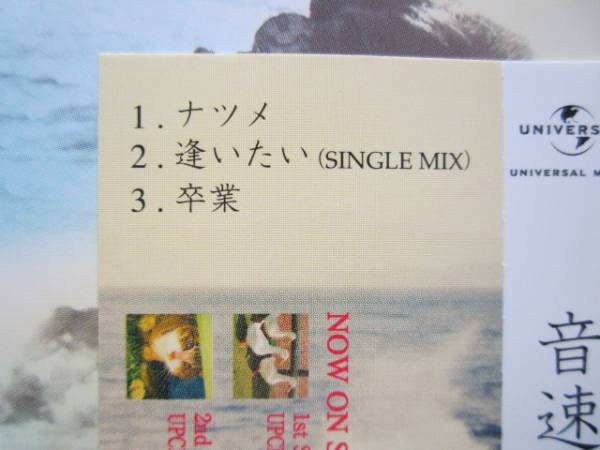 1. ナツメ
2. 逢いたい (SINGLE MIX)
3. 卒業
UNIVERS
UNIVERSAL M
音速
NOW ON S
1st S
UPC
2nd
UPC